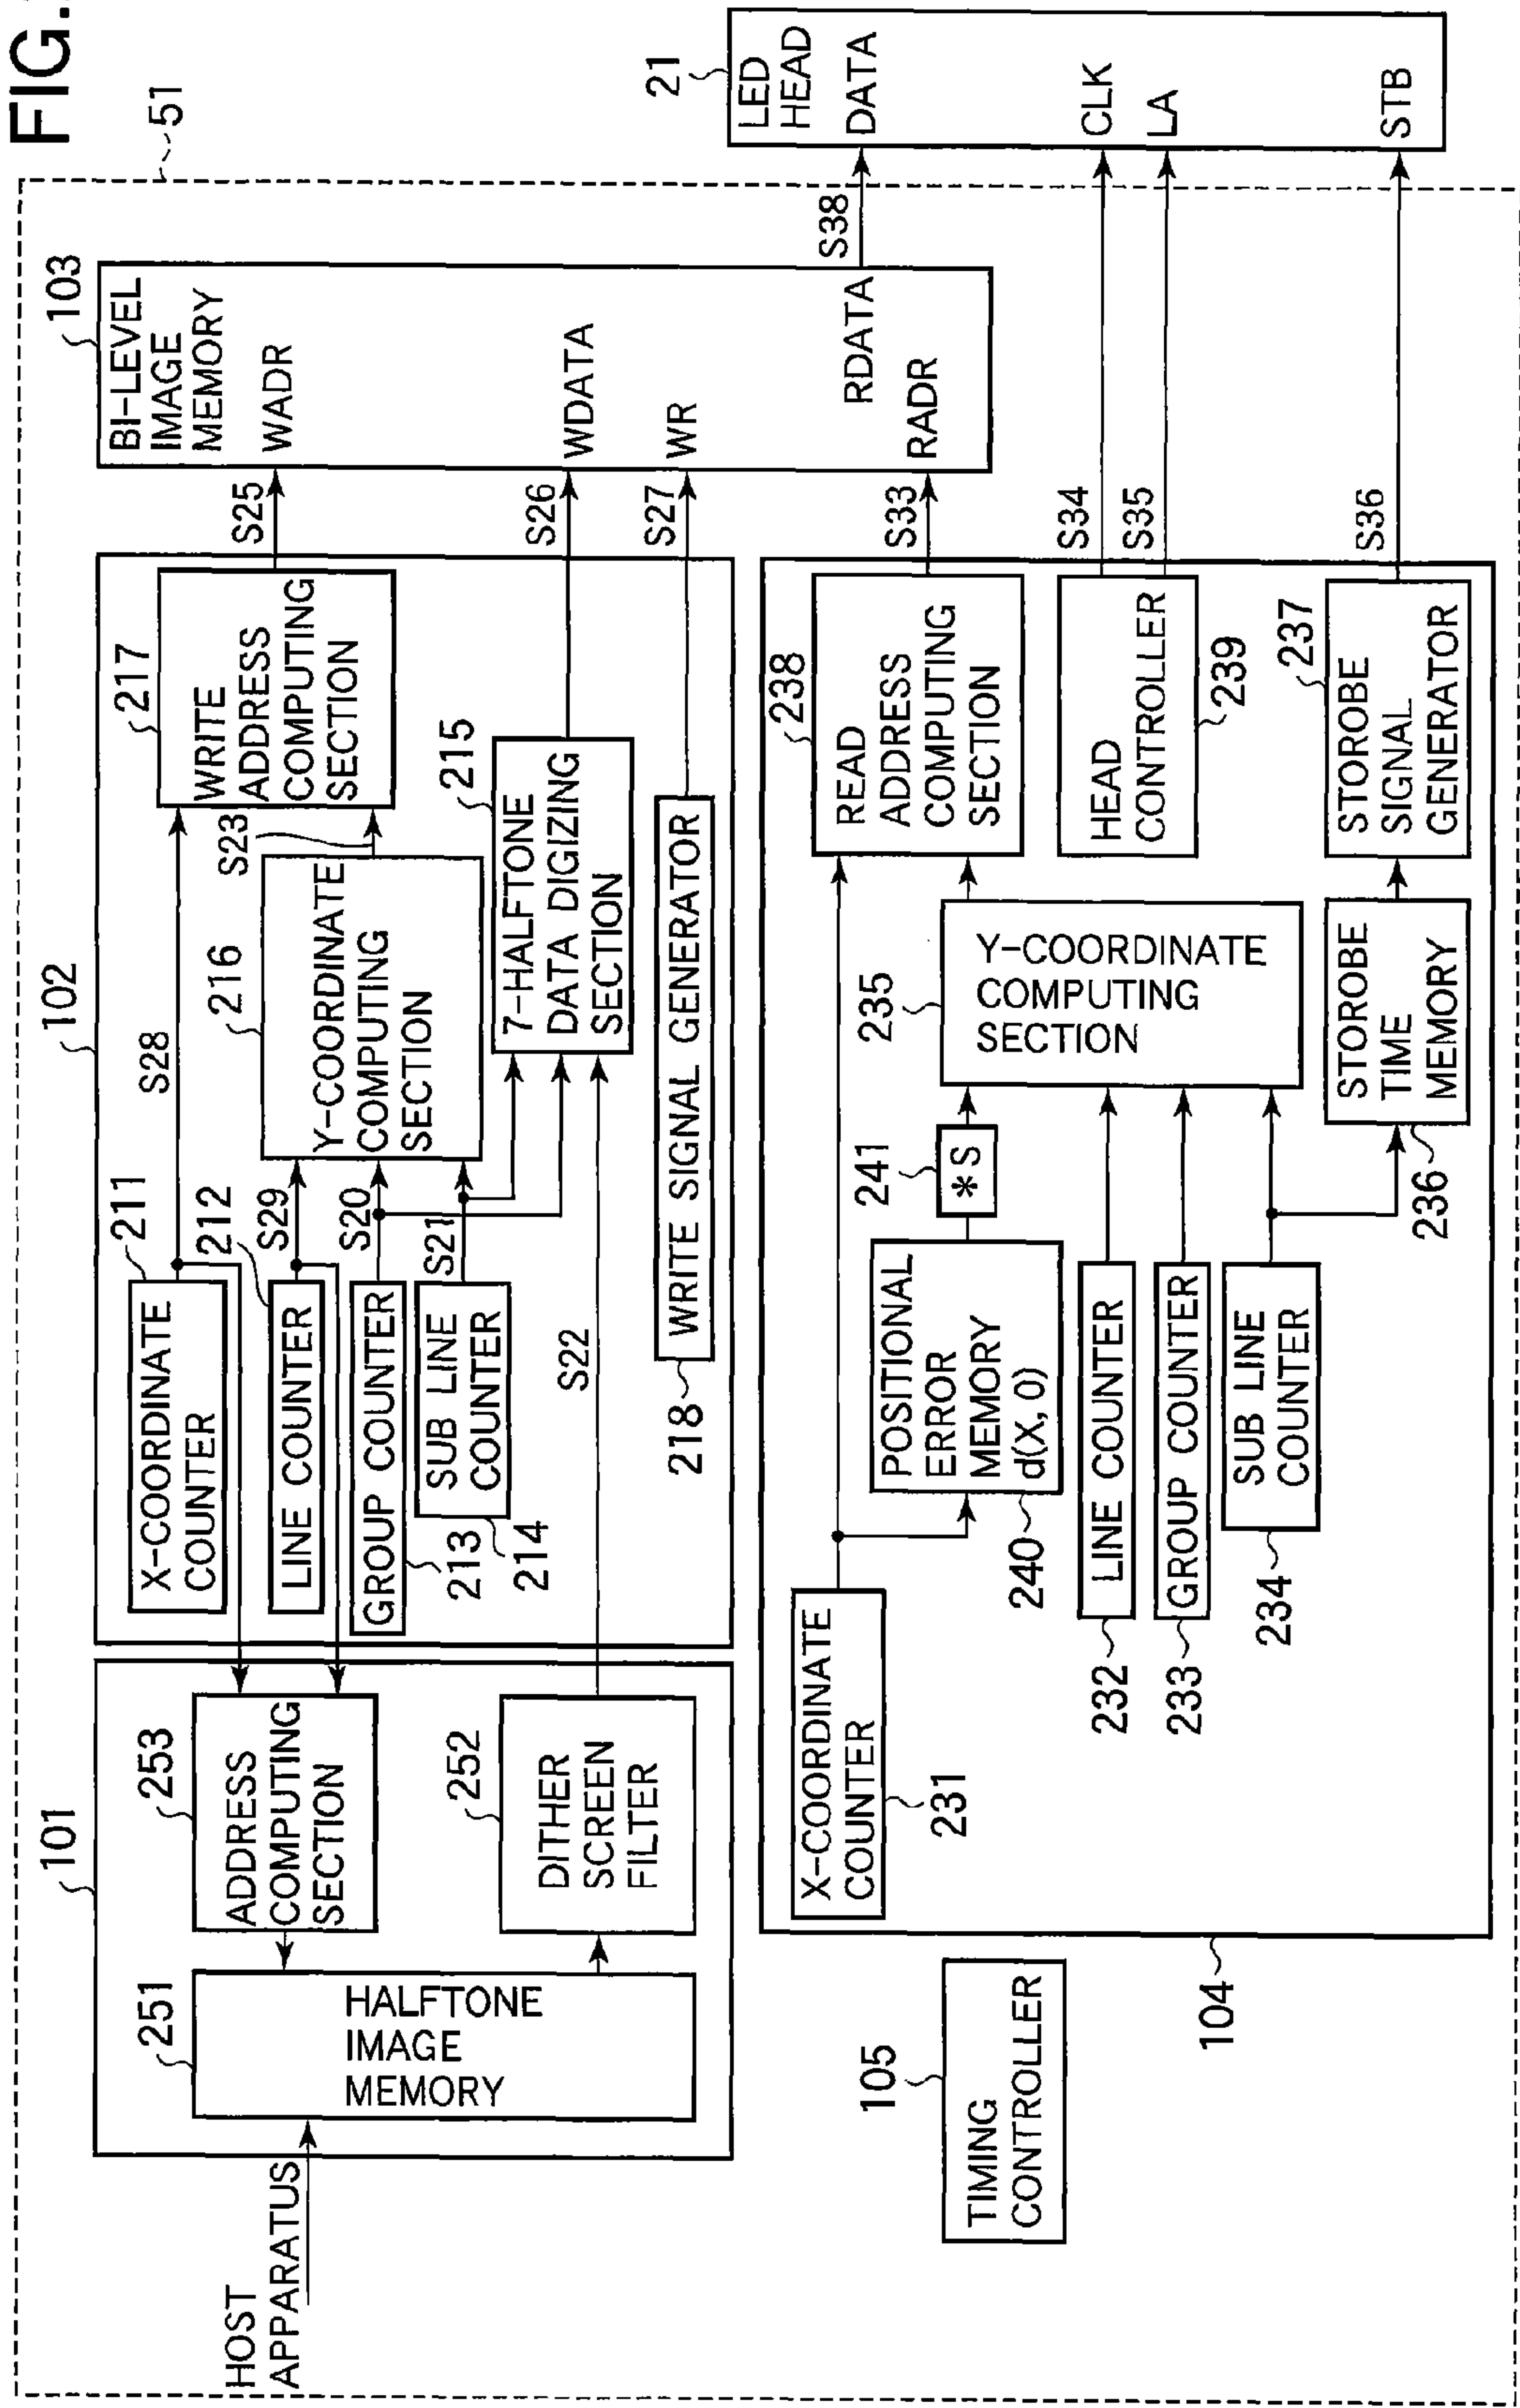 FIG.
51
HOST
APPARATUS
101
251
HALFTONE
IMAGE
MEMORY
253
ADDRESS
COMPUTING
SECTION
252
DITHER
SCREEN
FILTER
102
211
X-COORDINATE
COUNTER
S28
212
LINE COUNTER
S29
GROUP COUNTER
213
S20
SUB LINE
COUNTER
214
S21
S22
216
Y-COORDINATE
COMPUTING
SECTION
S23
217
WRITE
ADDRESS
COMPUTING
SECTION
215
7-HALFTONE
DATA DIGIZING
SECTION
218
WRITE SIGNAL GENERATOR
S25
S26
S27
103
BI-LEVEL
IMAGE
MEMORY
WADR
WDATA
WR
RDATA
RADR
S38
S33
21
LED
HEAD
DATA
CLK
LA
STB
S34
S35
S36
105
TIMING
CONTROLLER
104
X-COORDINATE
COUNTER
231
POSITIONAL
ERROR
MEMORY
d(X, 0)
240
241
*S
232
LINE COUNTER
233
GROUP COUNTER
234
SUB LINE
COUNTER
235
Y-COORDINATE
COMPUTING
SECTION
238
READ
ADDRESS
COMPUTING
SECTION
HEAD
CONTROLLER
239
STOROBE
TIME
MEMORY
236
237
STOROBE
SIGNAL
GENERATOR